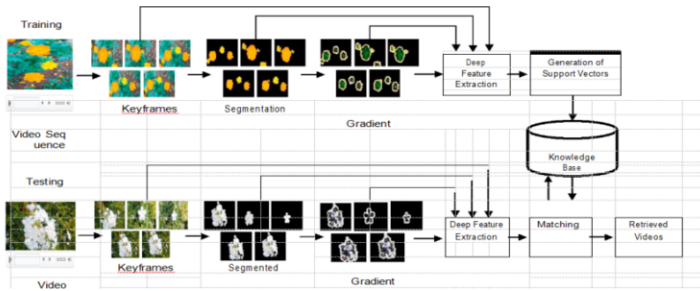 Training
Deep
Feature
Extraction
Generation of
Support Vectors
Keyframes
Segmentation
Gradient
Video Seq
uence
Knowledge
Base
Testing
Deep Feature
Extraction
Matching
Retrieved
Videos
Keyframes
Segmented
Gradient
Video